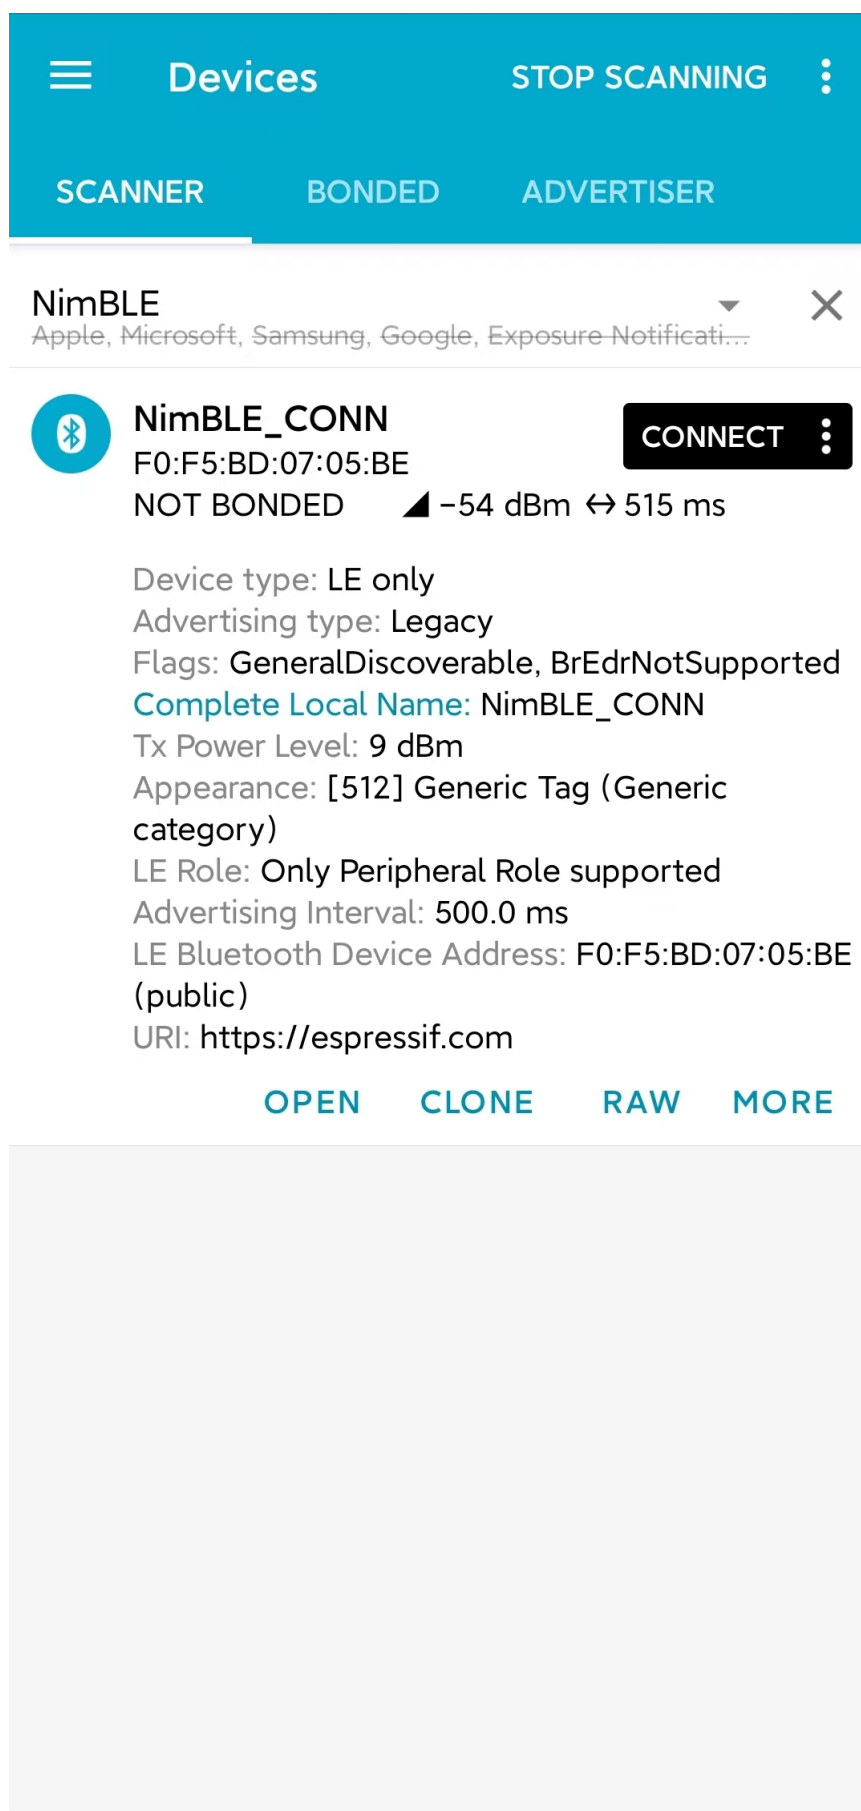 Devices STOP SCANNING
SCANNER BONDED ADVERTISER
NimBLE
Apple, Microsoft, Samsung, Google, Exposure Notificati...
NimBLE_CONN
CONNECT
F0:F5:BD:07:05:BE
NOT BONDED -54 dBm ↔ 515 ms
Device type: LE only
Advertising type: Legacy
Flags: GeneralDiscoverable, BrEdrNotSupported
Complete Local Name: NimBLE_CONN
Tx Power Level: 9 dBm
Appearance: [512] Generic Tag (Generic
category)
LE Role: Only Peripheral Role supported
Advertising Interval: 500.0 ms
LE Bluetooth Device Address: F0:F5:BD:07:05:BE
(public)
URI: https://espressif.com
OPEN CLONE RAW MORE